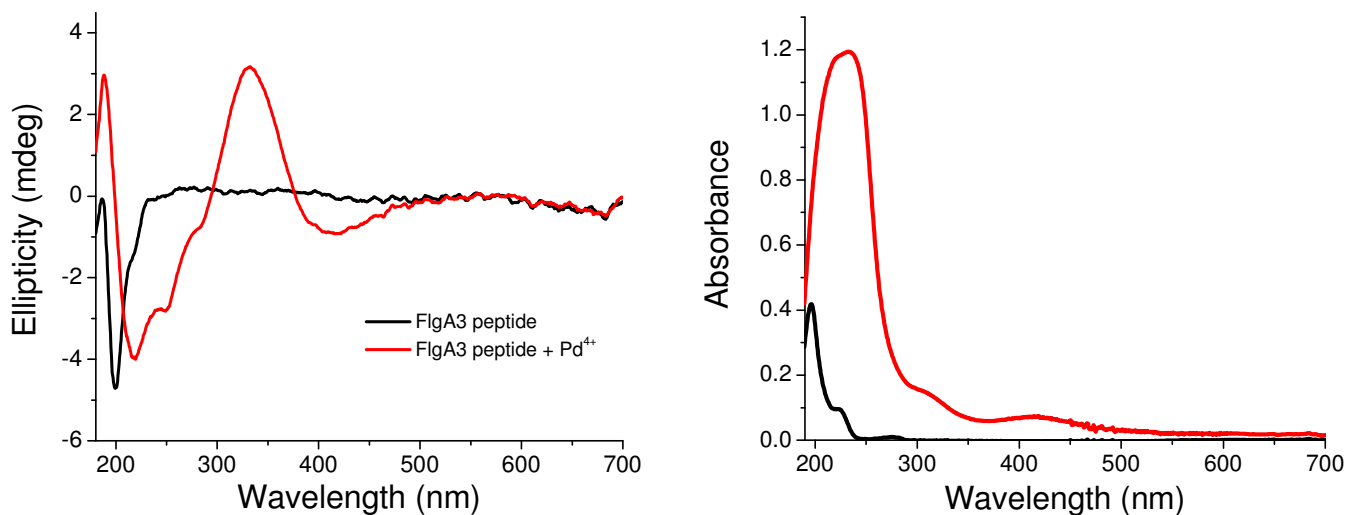 4
2
0
-2
-4
-6
200 300 400 500 600 700
Ellipticity (mdeg)
Wavelength (nm)
FlgA3 peptide
FlgA3 peptide + Pd⁴⁺
1.2
1.0
0.8
0.6
0.4
0.2
0.0
200 300 400 500 600 700
Absorbance
Wavelength (nm)